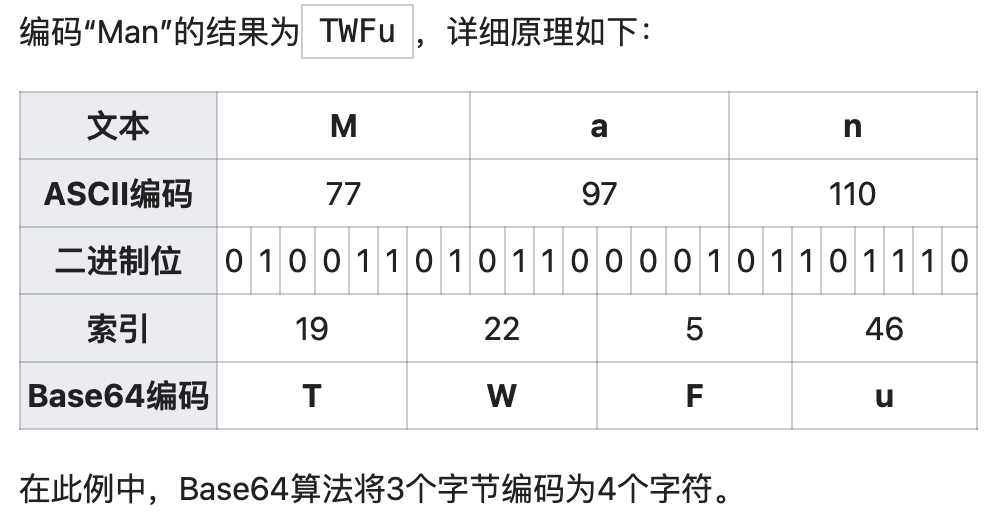 编码“Man”的结果为 TWFu ，详细原理如下：
文本 M a n
ASCII编码 77 97 110
二进制位 0 1 0 0 1 1 0 1 0 1 1 0 0 0 0 1 0 1 1 0 1 1 1 0
索引 19 22 5 46
Base64编码 T W F u
在此例中，Base64算法将3个字节编码为4个字符。